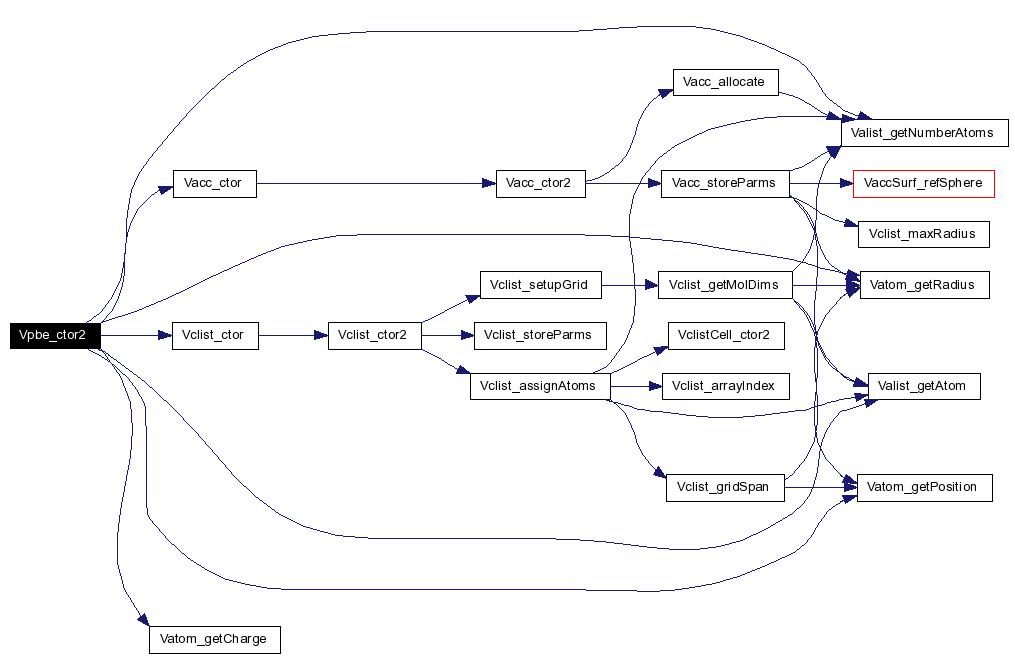 Vacc_allocate
Valist_getNumberAtoms
Vacc_ctor
Vacc_ctor2
Vacc_storeParms
VaccSurf_refSphere
Vclist_maxRadius
Vclist_setupGrid
Vclist_getMolDims
Vatom_getRadius
Vpbe_ctor2
Vclist_ctor
Vclist_ctor2
Vclist_storeParms
VclistCell_ctor2
Vclist_assignAtoms
Vclist_arrayIndex
Valist_getAtom
Vclist_gridSpan
Vatom_getPosition
Vatom_getCharge